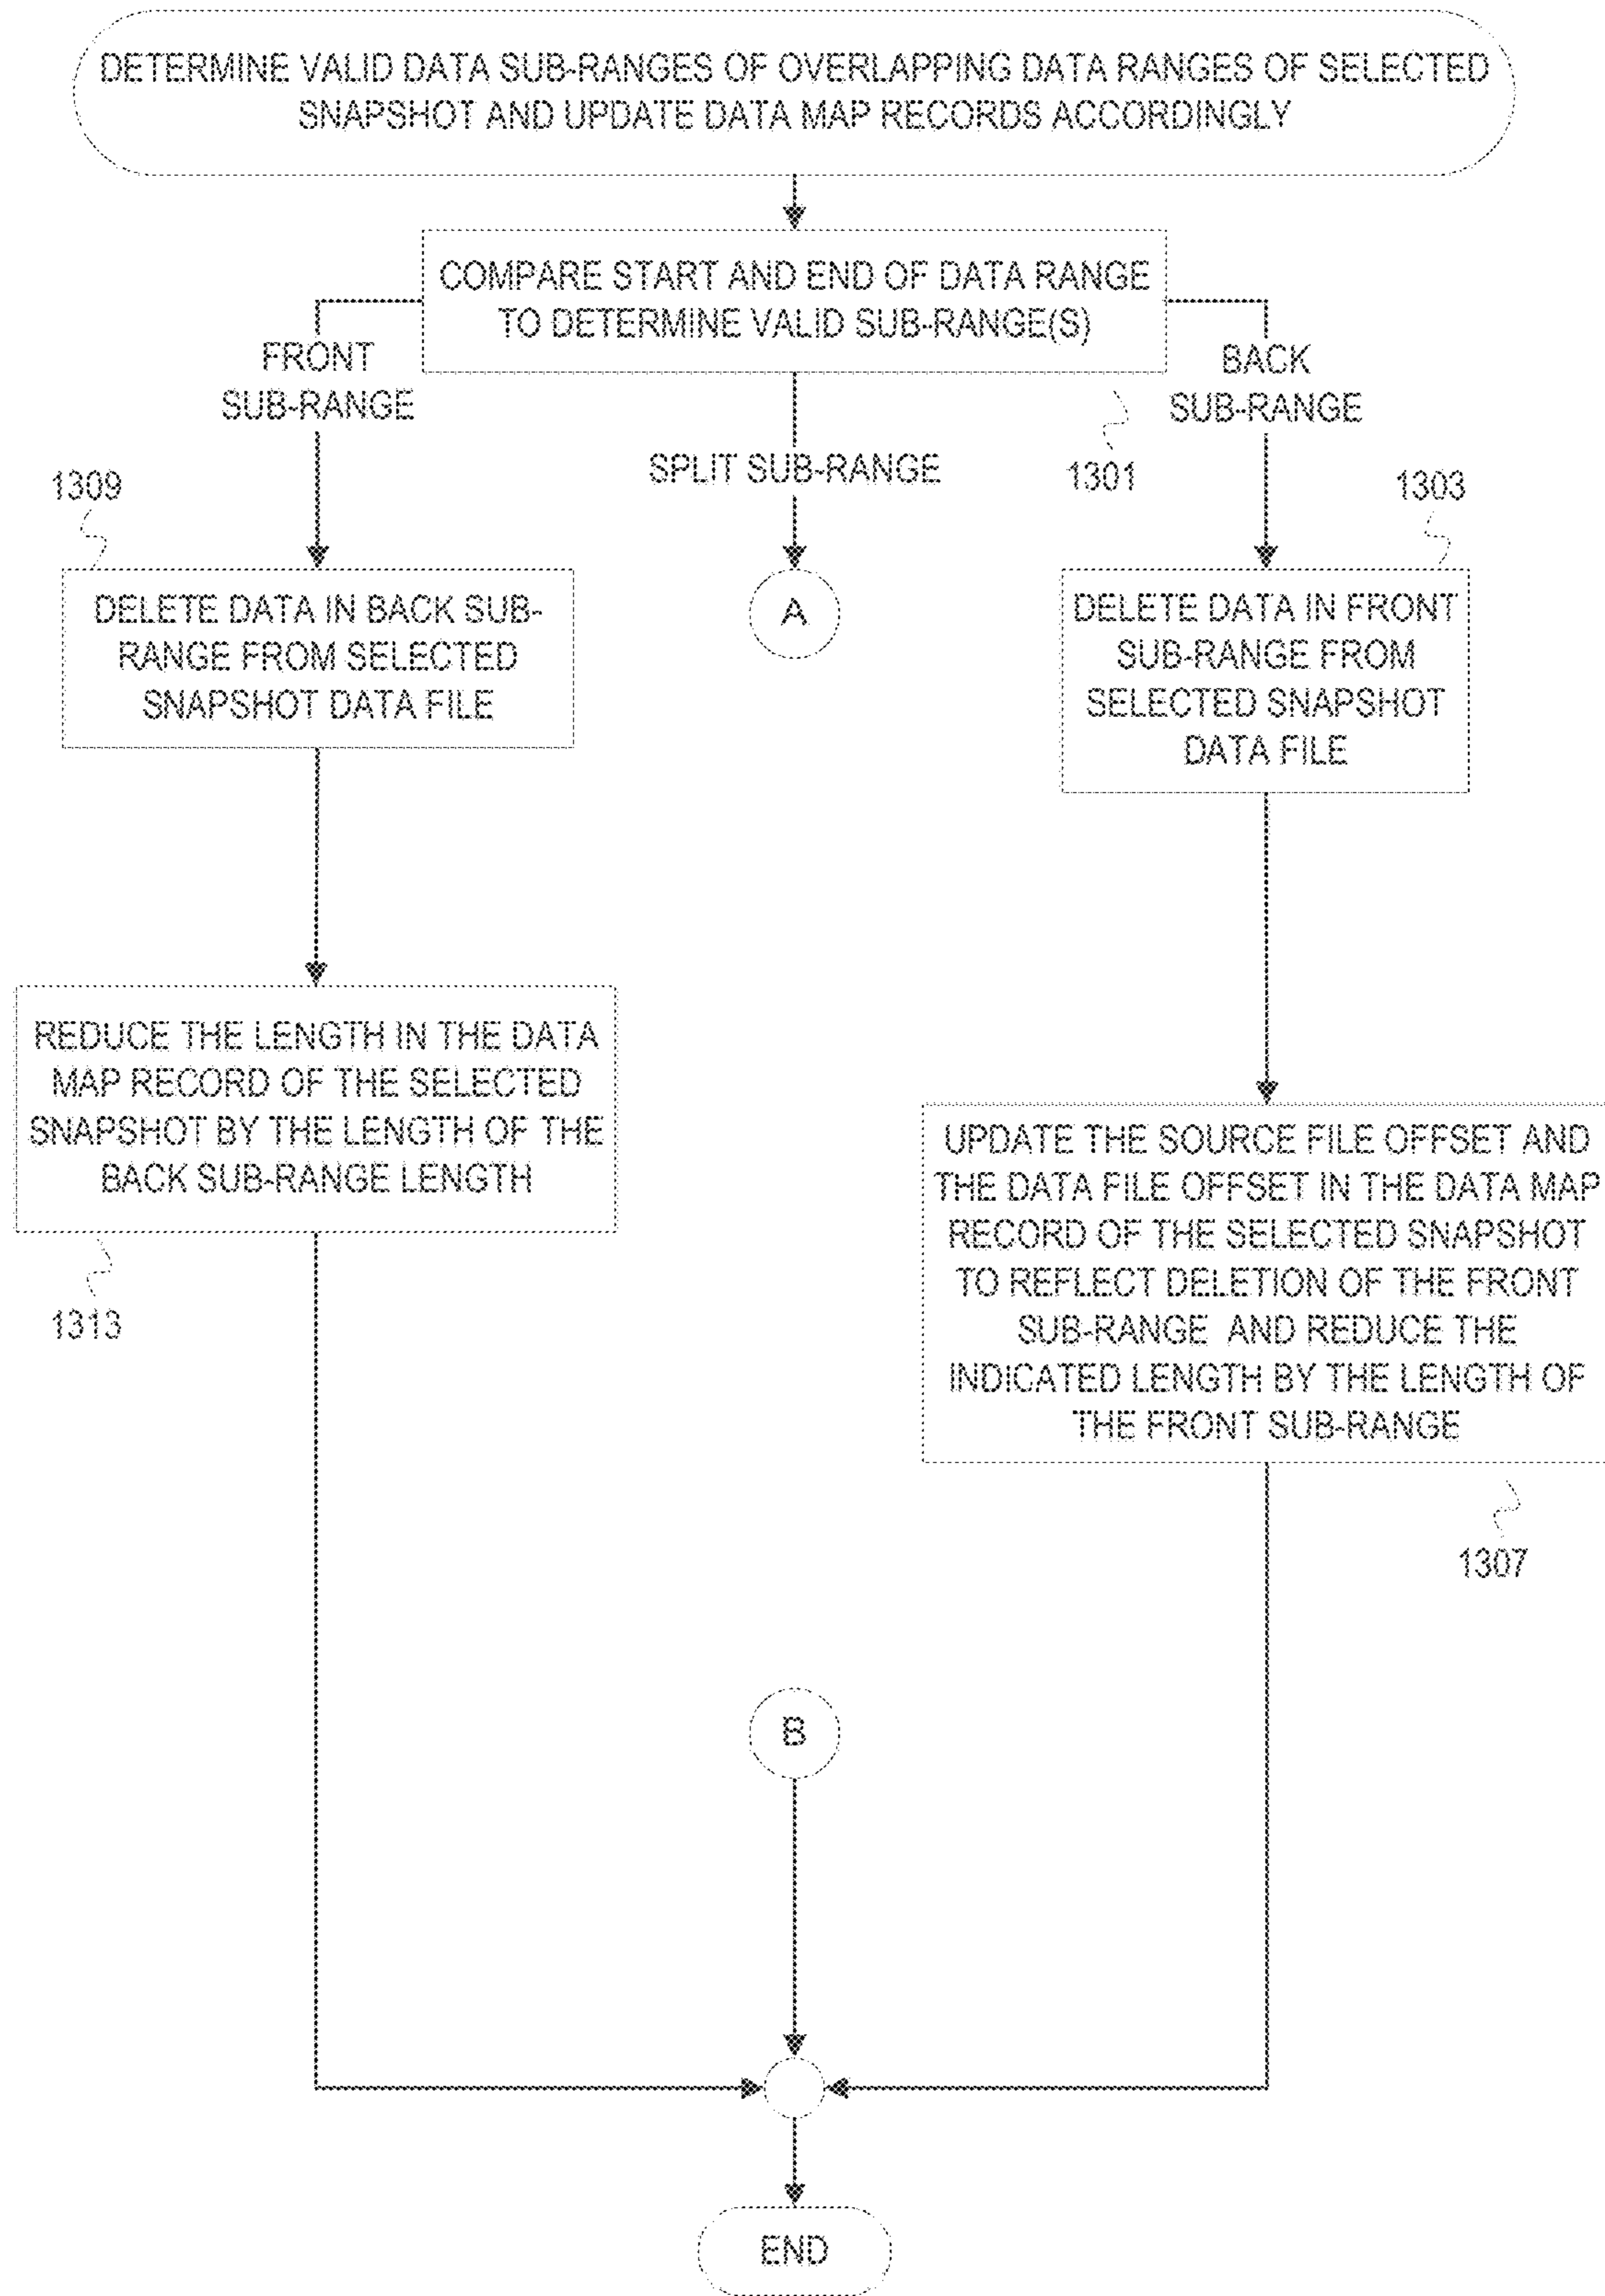 DETERMINE VALID DATA SUB-RANGES OF OVERLAPPING DATA RANGES OF SELECTED
SNAPSHOT AND UPDATE DATA MAP RECORDS ACCORDINGLY
COMPARE START AND END OF DATA RANGE
TO DETERMINE VALID SUB-RANGE(S)
FRONT
SUB-RANGE
SPLIT SUB-RANGE
1301
BACK
SUB-RANGE
1309
1303
DELETE DATA IN BACK SUB-
RANGE FROM SELECTED
SNAPSHOT DATA FILE
A
DELETE DATA IN FRONT
SUB-RANGE FROM
SELECTED SNAPSHOT
DATA FILE
REDUCE THE LENGTH IN THE DATA
MAP RECORD OF THE SELECTED
SNAPSHOT BY THE LENGTH OF THE
BACK SUB-RANGE LENGTH
1313
UPDATE THE SOURCE FILE OFFSET AND
THE DATA FILE OFFSET IN THE DATA MAP
RECORD OF THE SELECTED SNAPSHOT
TO REFLECT DELETION OF THE FRONT
SUB-RANGE AND REDUCE THE
INDICATED LENGTH BY THE LENGTH OF
THE FRONT SUB-RANGE
1307
B
END